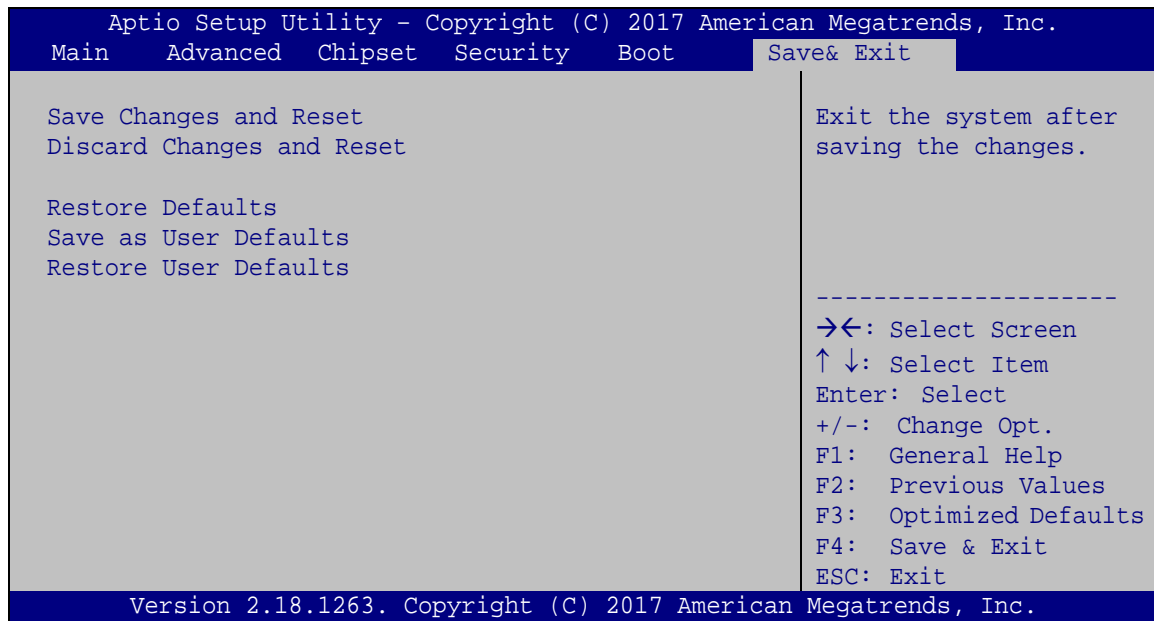 Aptio Setup Utility – Copyright (C) 2017 American Megatrends, Inc.
Main Advanced Chipset Security Boot Save& Exit
Save Changes and Reset
Discard Changes and Reset
Restore Defaults
Save as User Defaults
Restore User Defaults
Exit the system after
saving the changes.
---------------------
→←: Select Screen
↑ ↓: Select Item
Enter: Select
+/-: Change Opt.
F1: General Help
F2: Previous Values
F3: Optimized Defaults
F4: Save & Exit
ESC: Exit
Version 2.18.1263. Copyright (C) 2017 American Megatrends, Inc.